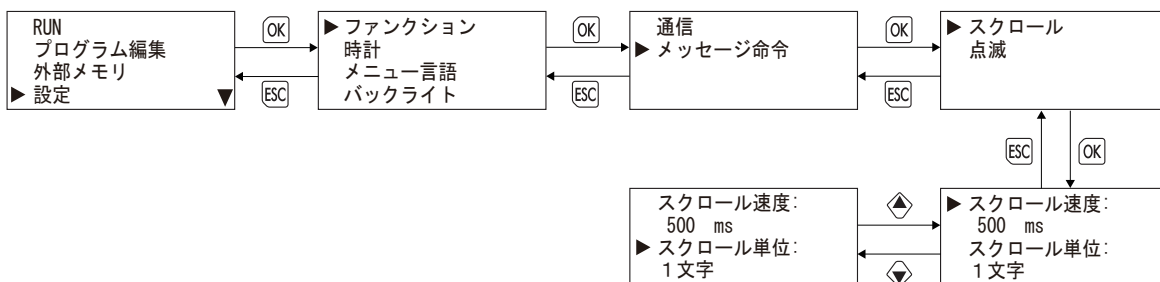 RUN
プログラム編集
外部メモリ
▶ 設定 ▼
OK
ESC
▶ ファンクション
時計
メニュー言語
バックライト
OK
ESC
通信
▶ メッセージ命令
OK
ESC
▶ スクロール
点滅
ESC
OK
スクロール速度:
500 ms
▶ スクロール単位:
1文字
▶ スクロール速度:
500 ms
スクロール単位:
1文字